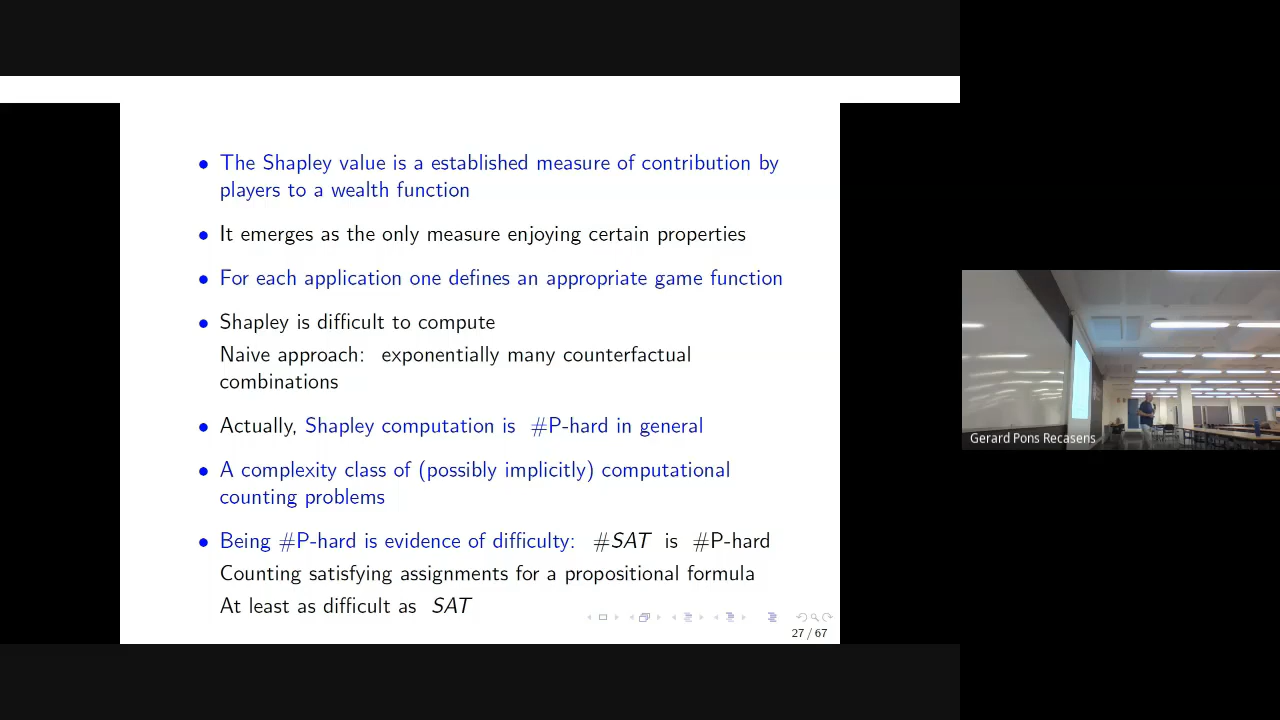 The Shapley value is a established measure of contribution by
players to a wealth function
It emerges as the only measure enjoying certain properties
For each application one defines an appropriate game function
Shapley is difficult to compute
Naive approach: exponentially many counterfactual
combinations
Actually, Shapley computation is #P-hard in general
A complexity class of (possibly implicitly) computational
counting problems
Being #P-hard is evidence of difficulty: #SAT is #P-hard
Counting satisfying assignments for a propositional formula
At least as difficult as SAT
27 / 67
Gerard Pons Recasens